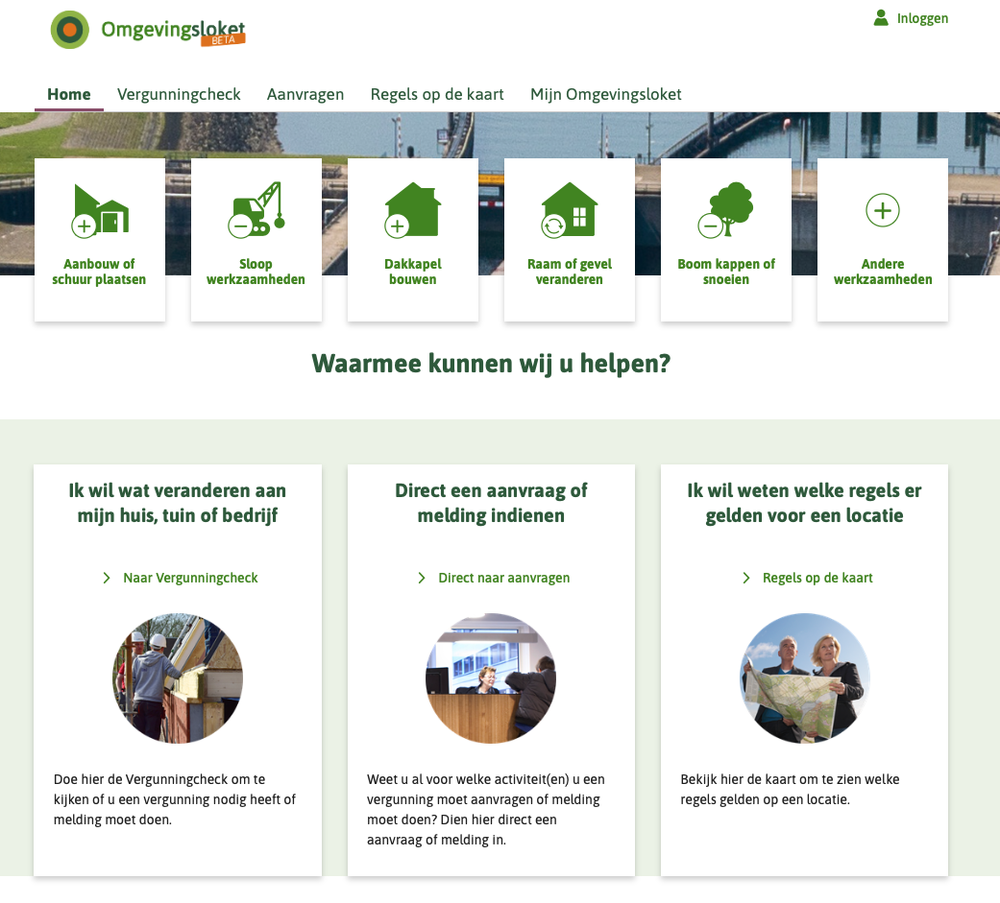 Omgevingsloket
BETA
Inloggen
Home Vergunningcheck Aanvragen Regels op de kaart Mijn Omgevingsloket
Aanbouw of
schuur plaatsen
Sloop
werkzaamheden
Dakkapel
bouwen
Raam of gevel
veranderen
Boom kappen of
snoeien
Andere
werkzaamheden
Waarmee kunnen wij u helpen?
Ik wil wat veranderen aan
mijn huis, tuin of bedrijf
Naar Vergunningcheck
Doe hier de Vergunningcheck om te
kijken of u een vergunning nodig heeft of
melding moet doen.
Direct een aanvraag of
melding indienen
Direct naar aanvragen
Weet u al voor welke activiteit(en) u een
vergunning moet aanvragen of melding
moet doen? Dien hier direct een
aanvraag of melding in.
Ik wil weten welke regels er
gelden voor een locatie
Regels op de kaart
Bekijk hier de kaart om te zien welke
regels gelden op een locatie.